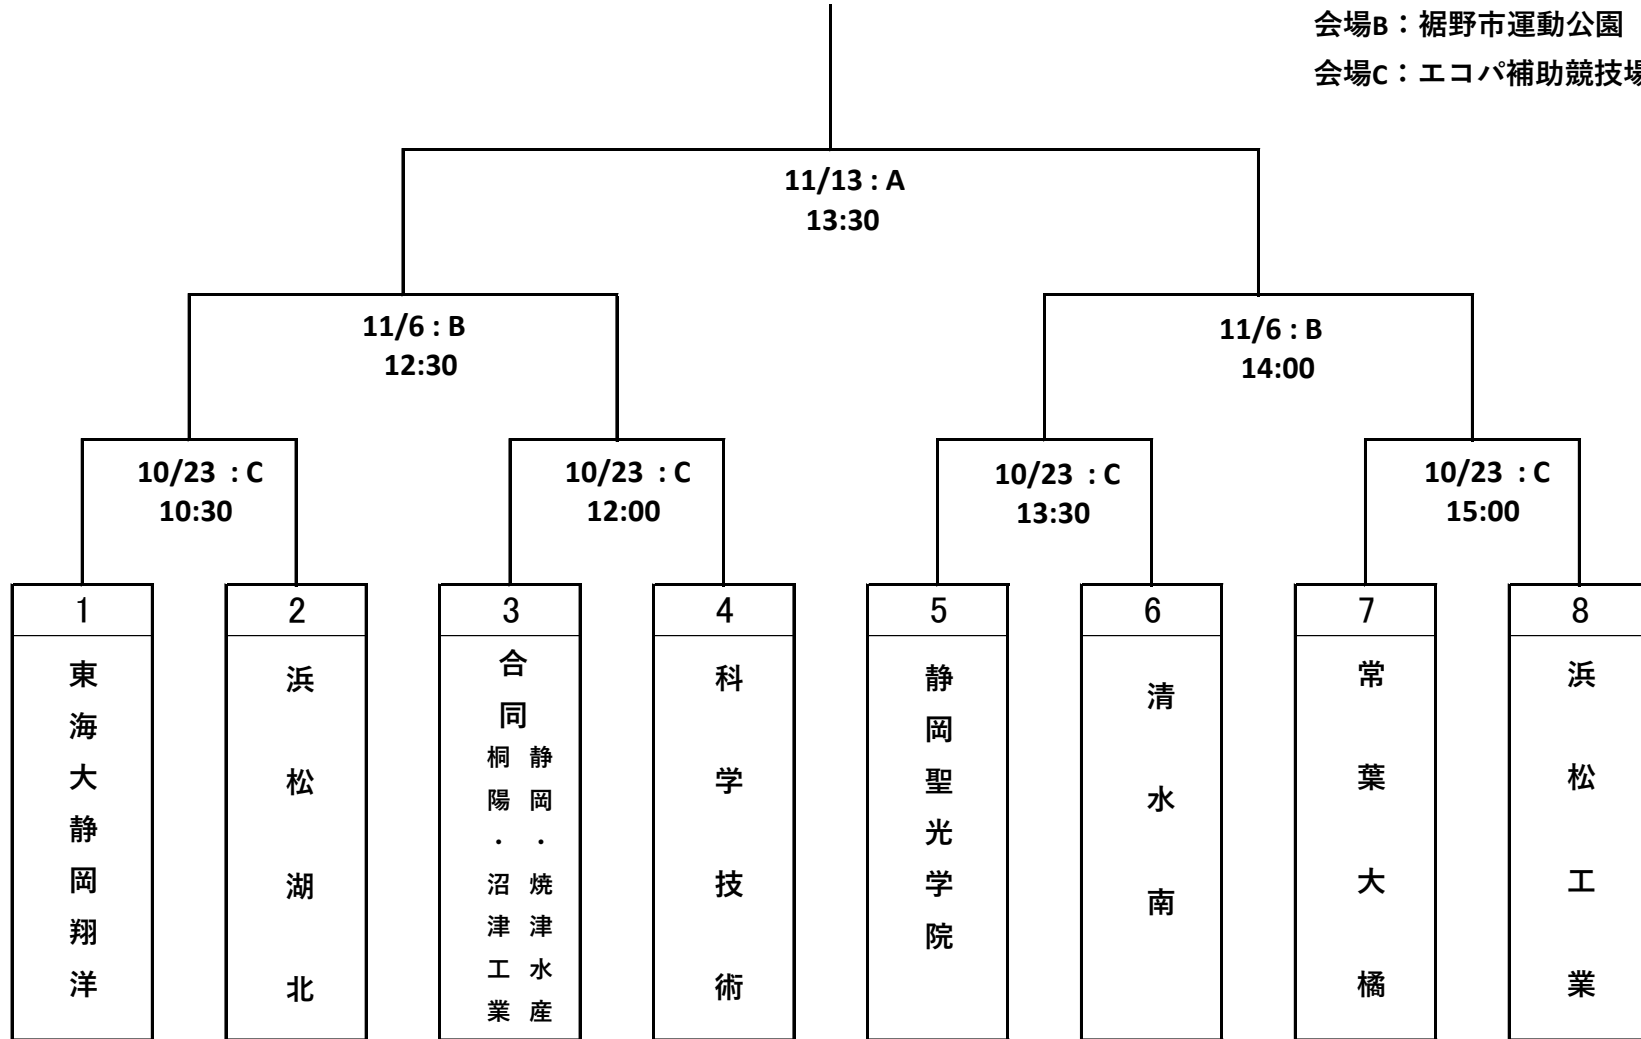 会場B：裾野市運動公園
会場C：エコパ補助競技場
11/13 : A
13:30
11/6 : B
12:30
11/6 : B
14:00
10/23 : C
10:30
10/23 : C
12:00
10/23 : C
13:30
10/23 : C
15:00
1
東海大静岡翔洋
2
浜松湖北
3
合同
静岡・焼津水産
桐陽・沼津工業
4
科学技術
5
静岡聖光学院
6
清水南
7
常葉大橘
8
浜松工業